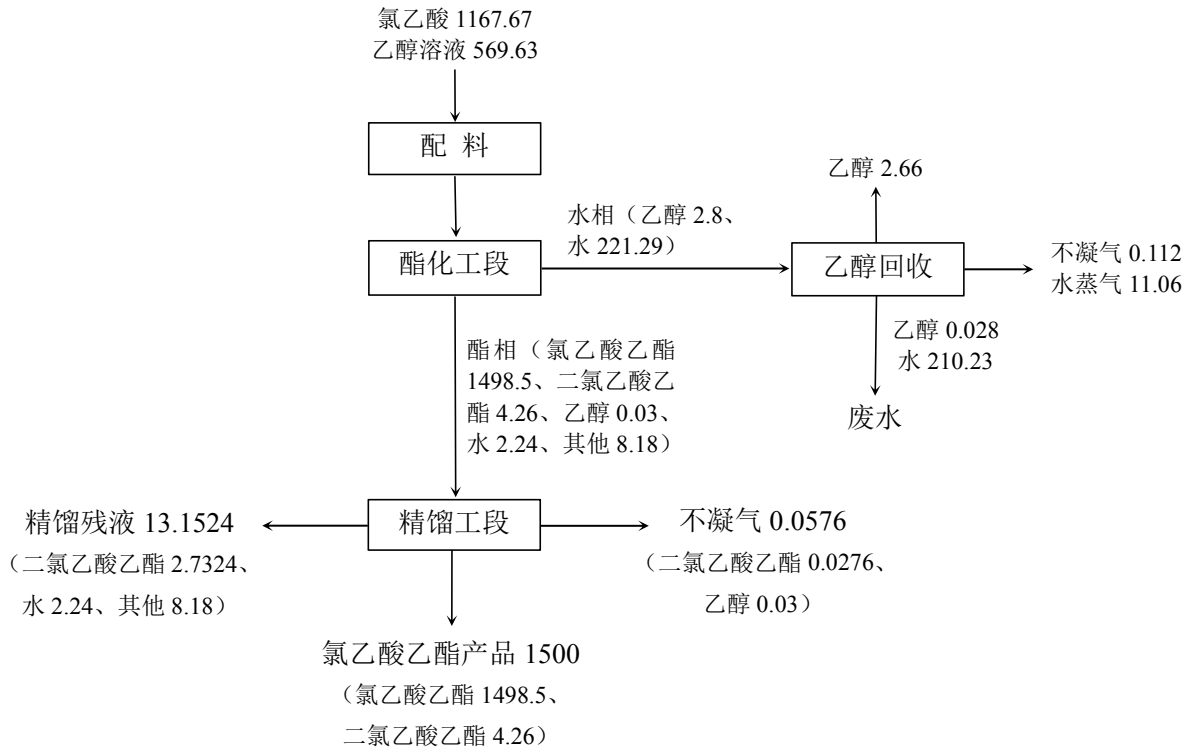 氯乙酸 1167.67
乙醇溶液 569.63
配 料
乙醇 2.66
水相（乙醇 2.8、
水 221.29）
酯化工段
乙醇回收
不凝气 0.112
水蒸气 11.06
乙醇 0.028
水 210.23
废水
酯相（氯乙酸乙酯
1498.5、二氯乙酸乙
酯 4.26、乙醇 0.03、
水 2.24、其他 8.18）
精馏残液 13.1524
（二氯乙酸乙酯 2.7324、
水 2.24、其他 8.18）
精馏工段
不凝气 0.0576
（二氯乙酸乙酯 0.0276、
乙醇 0.03）
氯乙酸乙酯产品 1500
（氯乙酸乙酯 1498.5、
二氯乙酸乙酯 4.26）